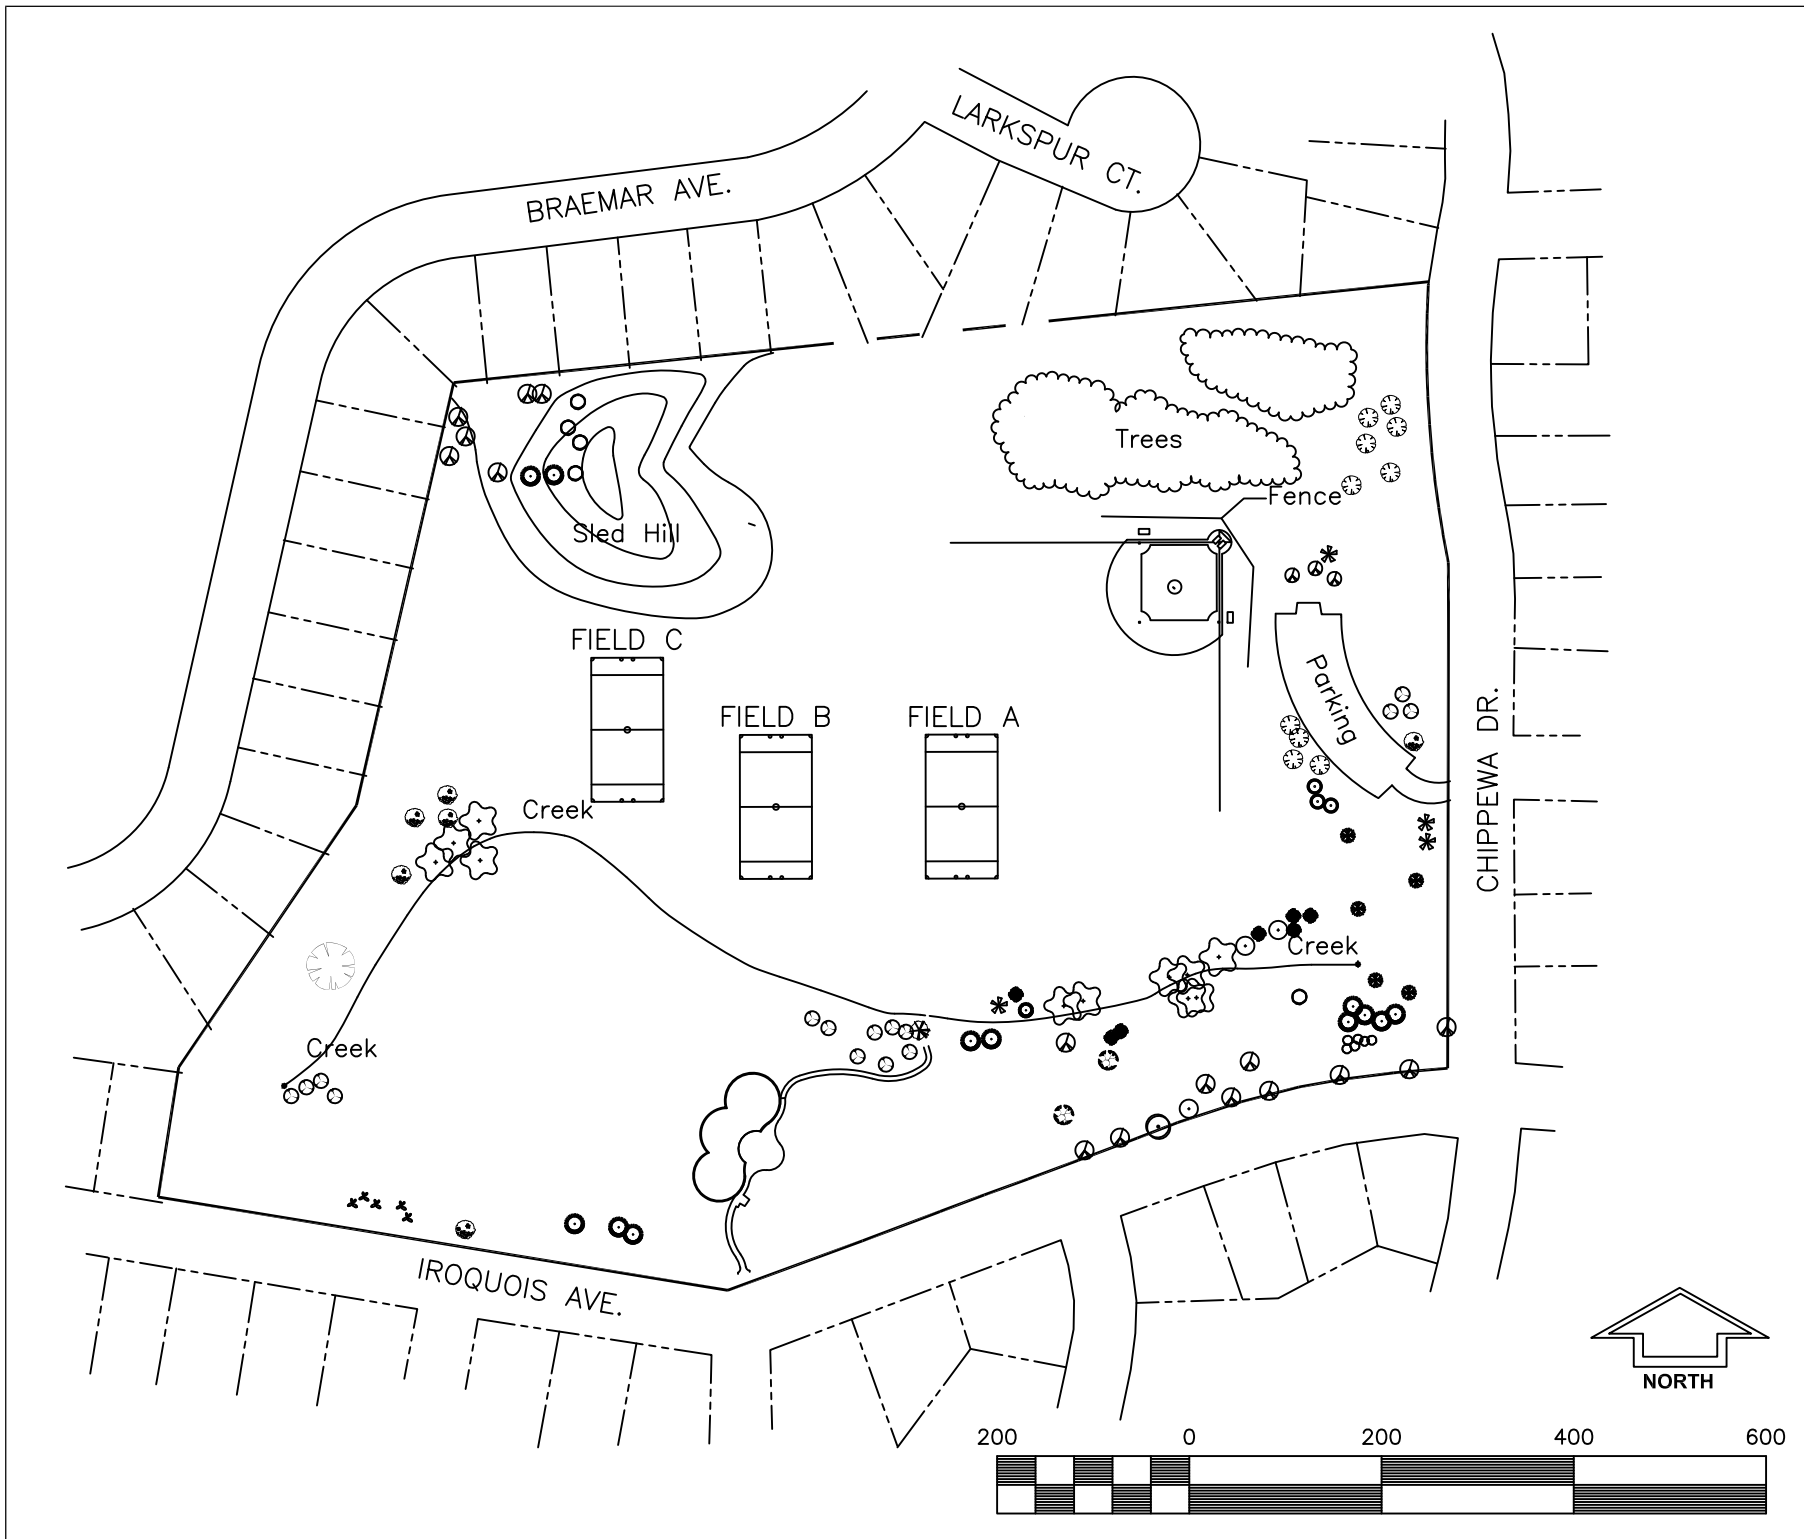 LARKSPUR CT.
BRAEMAR AVE.
Trees
Fence
Sled Hill
FIELD C
Parking
FIELD B
FIELD A
CHIPPEWA DR.
Creek
Creek
Creek
IROQUOIS AVE.
NORTH
200 0 200 400 600